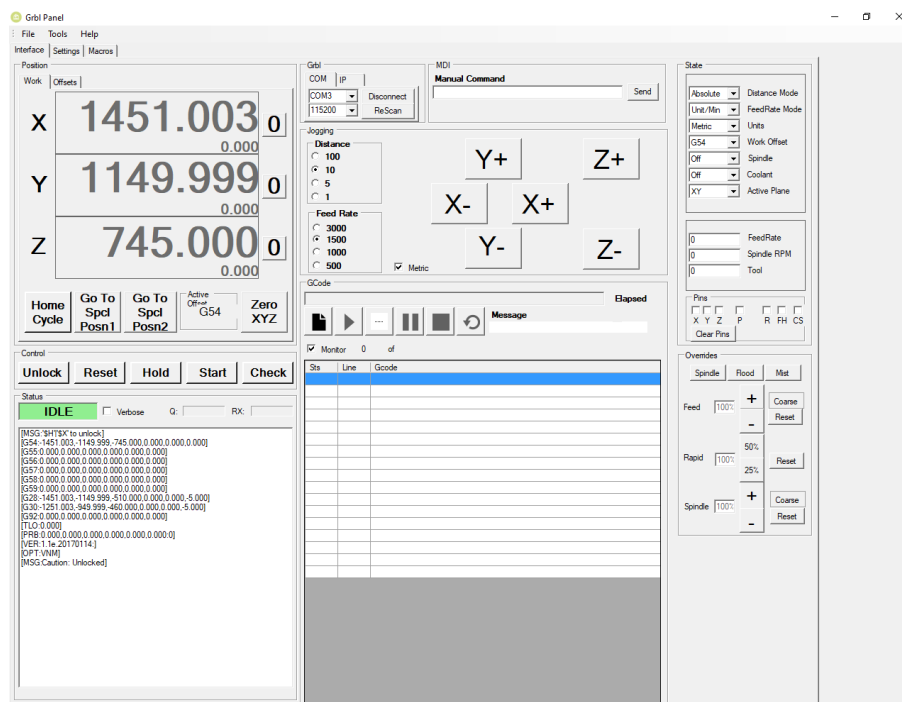 Grbl Panel
File Tools Help
Interface Settings Macros
Position
Work Offsets
X 1451.003 0
0.000
Y 1149.999 0
0.000
Z 745.000 0
0.000
Home Cycle
Go To Spcl Posn1
Go To Spcl Posn2
Active Offset
G54
Zero XYZ
Control
Unlock Reset Hold Start Check
Status
IDLE Verbose Q: RX:
[MSG:'$H'|'$X' to unlock]
[G54:-1451.003,-1149.999,-745.000,0.000,0.000,0.000]
[G55:0.000,0.000,0.000,0.000,0.000,0.000]
[G56:0.000,0.000,0.000,0.000,0.000,0.000]
[G57:0.000,0.000,0.000,0.000,0.000,0.000]
[G58:0.000,0.000,0.000,0.000,0.000,0.000]
[G59:0.000,0.000,0.000,0.000,0.000,0.000]
[G28:-1451.003,-1149.999,-510.000,0.000,0.000,-5.000]
[G30:-1251.003,-949.999,-460.000,0.000,0.000,-5.000]
[G92:0.000,0.000,0.000,0.000,0.000,0.000]
[TLO:0.000]
[PRB:0.000,0.000,0.000,0.000,0.000,0.000:0]
[VER:1.1e.20170114:]
[OPT:VNM]
[MSG:Caution: Unlocked]
Grbl
COM IP
COM3 Disconnect
115200 ReScan
MDI
Manual Command
Send
Jogging
Distance
100
10
5
1
Feed Rate
3000
1500
1000
500
Metric
Y+ Z+
X- X+
Y- Z-
GCode
Elapsed
...
Message
Monitor 0 of
Sts Line Gcode
State
Absolute Distance Mode
Unit/Min FeedRate Mode
Metric Units
G54 Work Offset
Off Spindle
Off Coolant
XY Active Plane
0 FeedRate
0 Spindle RPM
0 Tool
Pins
X Y Z P R FH CS
Clear Pins
Overrides
Spindle Flood Mist
Feed 100% + - Coarse Reset
Rapid 100% 50% 25% Reset
Spindle 100% + - Coarse Reset